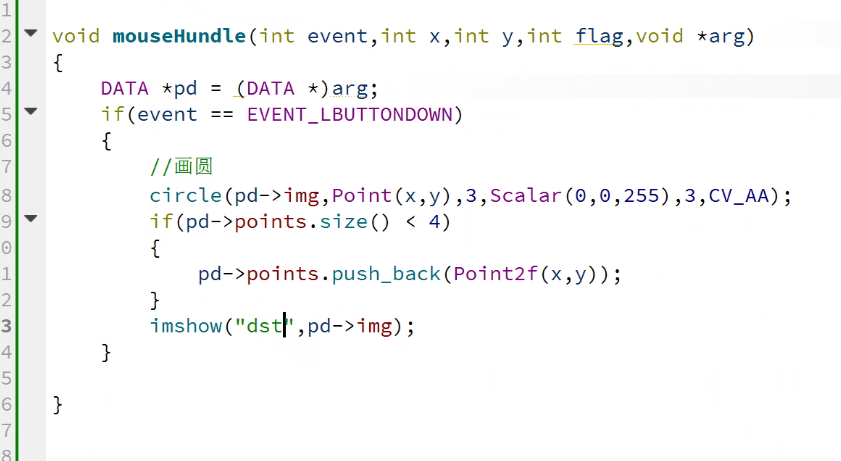 1
2 void mouseHundle(int event,int x,int y,int flag,void *arg)
3 {
4 DATA *pd = (DATA *)arg;
5 if(event == EVENT_LBUTTONDOWN)
6 {
7 //画圆
8 circle(pd->img,Point(x,y),3,Scalar(0,0,255),3,CV_AA);
9 if(pd->points.size() < 4)
0 {
1 pd->points.push_back(Point2f(x,y));
2 }
3 imshow("dst",pd->img);
4 }
5
6 }
7
8